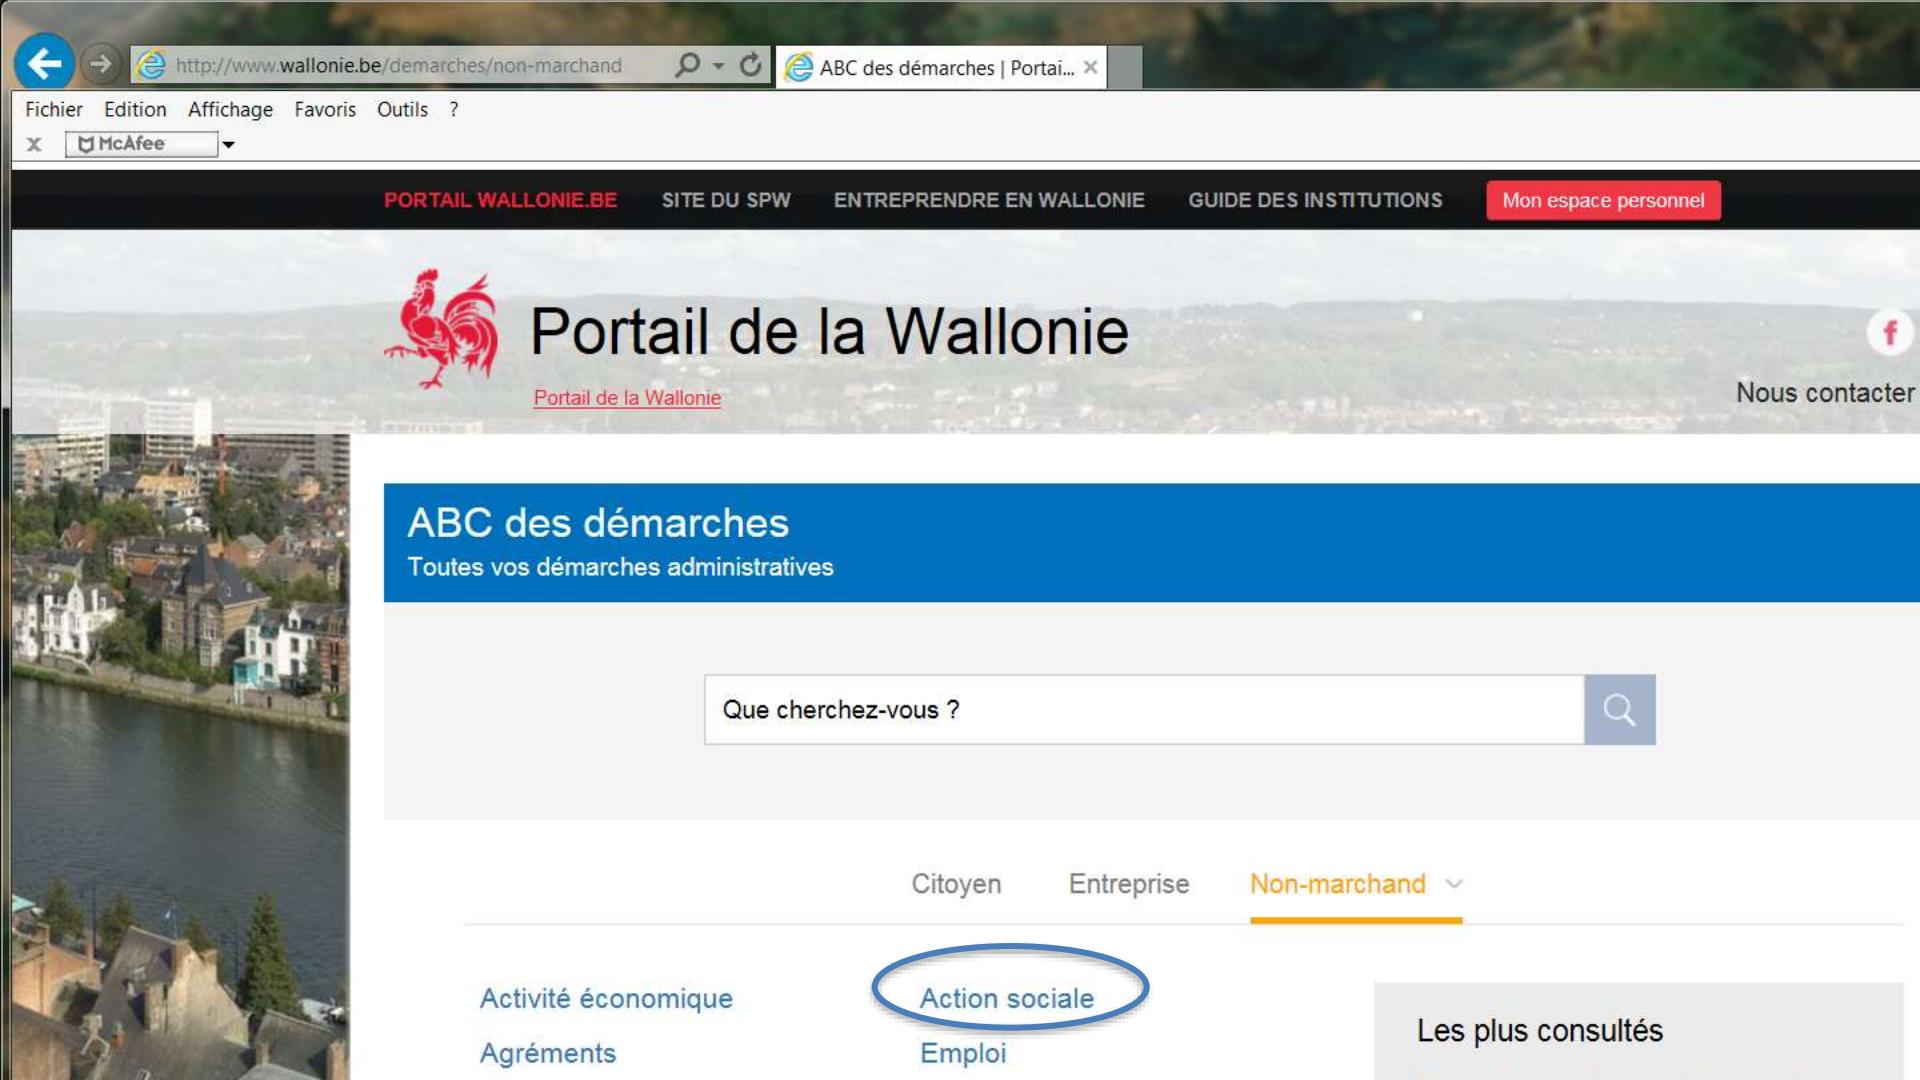 http://www.wallonie.be/demarches/non-marchand
ABC des démarches | Portai...
Fichier Edition Affichage Favoris Outils ?
x McAfee
PORTAIL WALLONIE.BE SITE DU SPW ENTREPRENDRE EN WALLONIE GUIDE DES INSTITUTIONS Mon espace personnel
Portail de la Wallonie
f
Portail de la Wallonie
Nous contacter
ABC des démarches
Toutes vos démarches administratives
Que cherchez-vous ?
Citoyen Entreprise Non-marchand
Activité économique Action sociale
Les plus consultés
Agréments Emploi